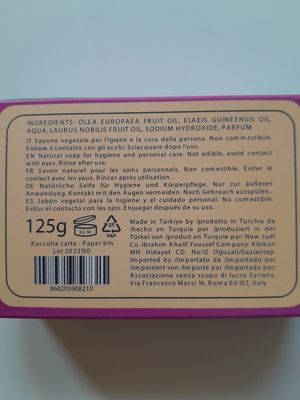 INGREDIENTS: OLEA EUROPAEA FRUIT OIL, ELAEIS GUINEENSIS OIL,
AQUA, LAURUS NOBILIS FRUIT OIL, SODIUM HYDROXIDE, PARFUM
IT Sapone vegetale per l'igiene e la cura della persona. Non comestibile.
Evitare il contatto con gli occhi. Sciacquare dopo l'uso.
EN Natural soap for hygiene and personal care. Not edible, avoid contact
with eyes. Rinse after use.
FR Savon naturel pour les soins personnels. Non comestible. Eviter le
contact avec les yeux. Rincer après usage.
DE Natürliche Seife für Hygiene und Körperpflege. Nur zur äußeren
Anwendung. Kontakt mit den Augen vermeiden. Nach Gebrauch ausspülen.
ES Jabón vegetal para la higiene y el cuidado personal. No comestible.
Evitar el contacto con los ojos. Enjuagar después de su uso.
125g
24 M
21
PAP
Raccolta carta - Paper bin
Lot 2023150
868205908210
Made in Türkiye by /prodotto in Turchia da
/hecho en Turquía por /produziert in der
Türkei von /produit en Turquie par: New Judi
Co. Ibrahim Khalil Youssef Company. Körkün
MH Hidayet CD. No:12 Oğuzali/Gaziantep.
Imported by /Importato da /Importado por
/Importiert von /Importé par:
Associazione senza scopo di lucro Syriana.
Via Francesco Massi 16, Roma 00152, Italy